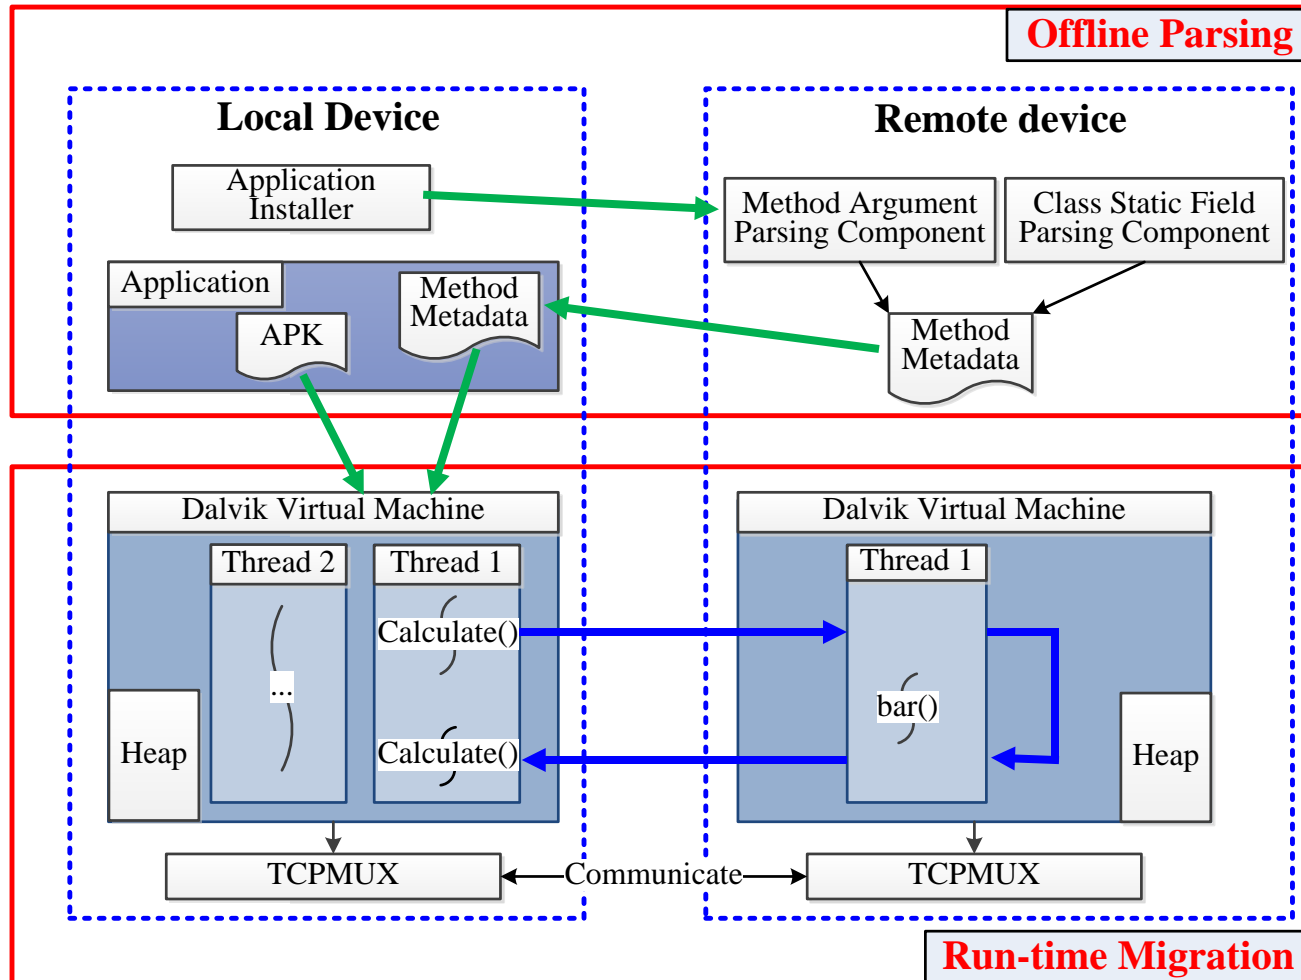 Offline Parsing
Local Device
Remote device
Application
Installer
Method Argument
Parsing Component
Class Static Field
Parsing Component
Application
APK
Method
Metadata
Method
Metadata
Dalvik Virtual Machine
Thread 2
Thread 1
...
Calculate()
Calculate()
Heap
Dalvik Virtual Machine
Thread 1
bar()
Heap
TCPMUX
Communicate
TCPMUX
Run-time Migration